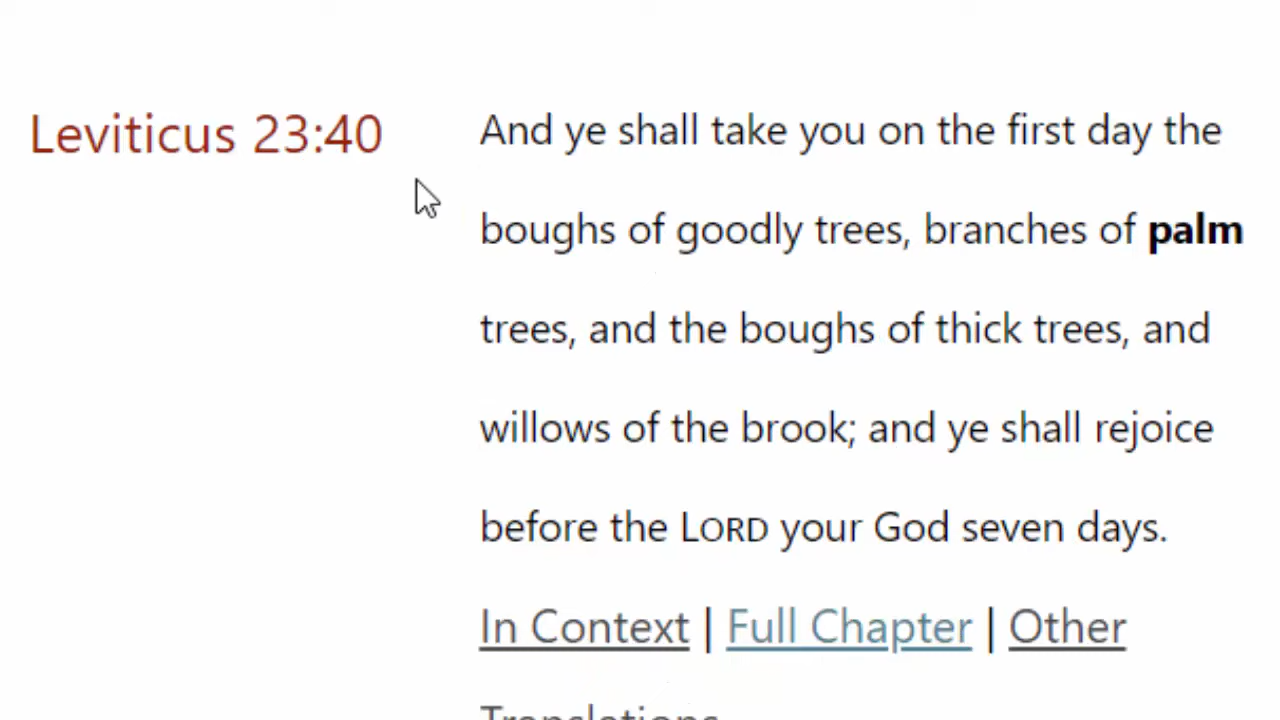 Leviticus 23:40
And ye shall take you on the first day the
boughs of goodly trees, branches of palm
trees, and the boughs of thick trees, and
willows of the brook; and ye shall rejoice
before the LORD your God seven days.
In Context | Full Chapter | Other
Translations